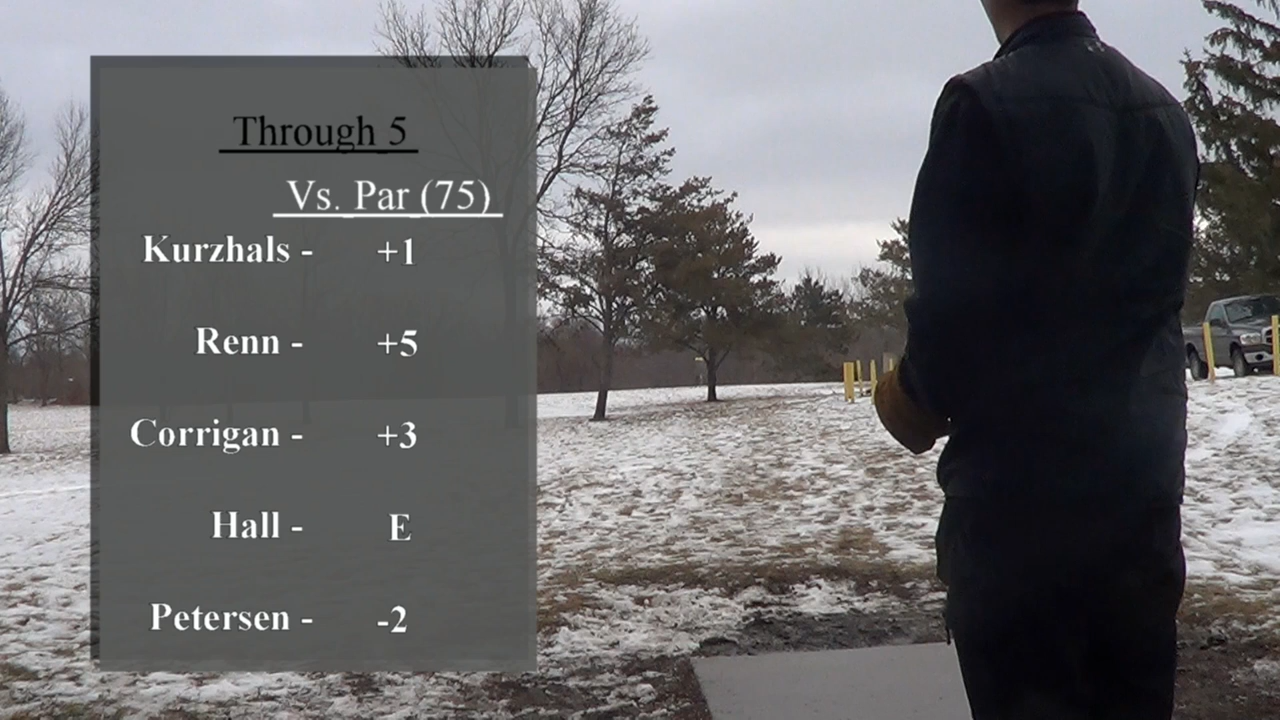 Through 5
Vs. Par (75)
Kurzhals - +1
Renn - +5
Corrigan - +3
Hall - E
Petersen - -2